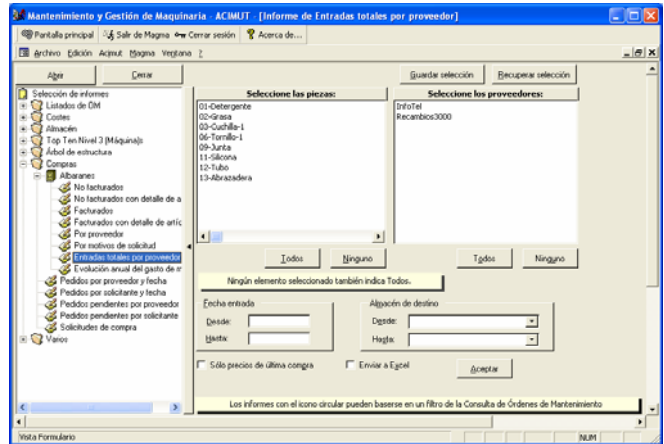 Mantenimiento y Gestión de Maquinaria - ACIMUT - [Informe de Entradas totales por proveedor]
Pantalla principal Salir de Magma Cerrar sesión Acerca de...
Archivo Edición Acimut Magma Ventana ?
Abrir Cerrar Guardar selección Recuperar selección
Selección de informes
Listados de OM
Costes
Almacén
Top Ten Nivel 3 (Máquina)s
Árbol de estructura
Compras
Albaranes
No facturados
No facturados con detalle de a
Facturados
Facturados con detalle de artíc
Por proveedor
Por motivos de solicitud
Entradas totales por proveedor
Evolución anual del gasto de m
Pedidos por proveedor y fecha
Pedidos por solicitante y fecha
Pedidos pendientes por proveedor
Pedidos pendientes por solicitante
Solicitudes de compra
Varios
Seleccione las piezas:
01-Detergente
02-Grasa
03-Cuchilla-1
06-Tornillo-1
09-Junta
11-Silicona
12-Tubo
13-Abrazadera
Todos Ninguno
Seleccione los proveedores:
InfoTel
Recambios3000
Todos Ninguno
Ningún elemento seleccionado también indica Todos.
Fecha entrada
Desde:
Hasta:
Almacén de destino
Desde:
Hasta:
Sólo precios de última compra Enviar a Excel Aceptar
Los informes con el icono circular pueden baserse en un filtro de la Consulta de Órdenes de Mantenimiento
Vista Formulario NUM